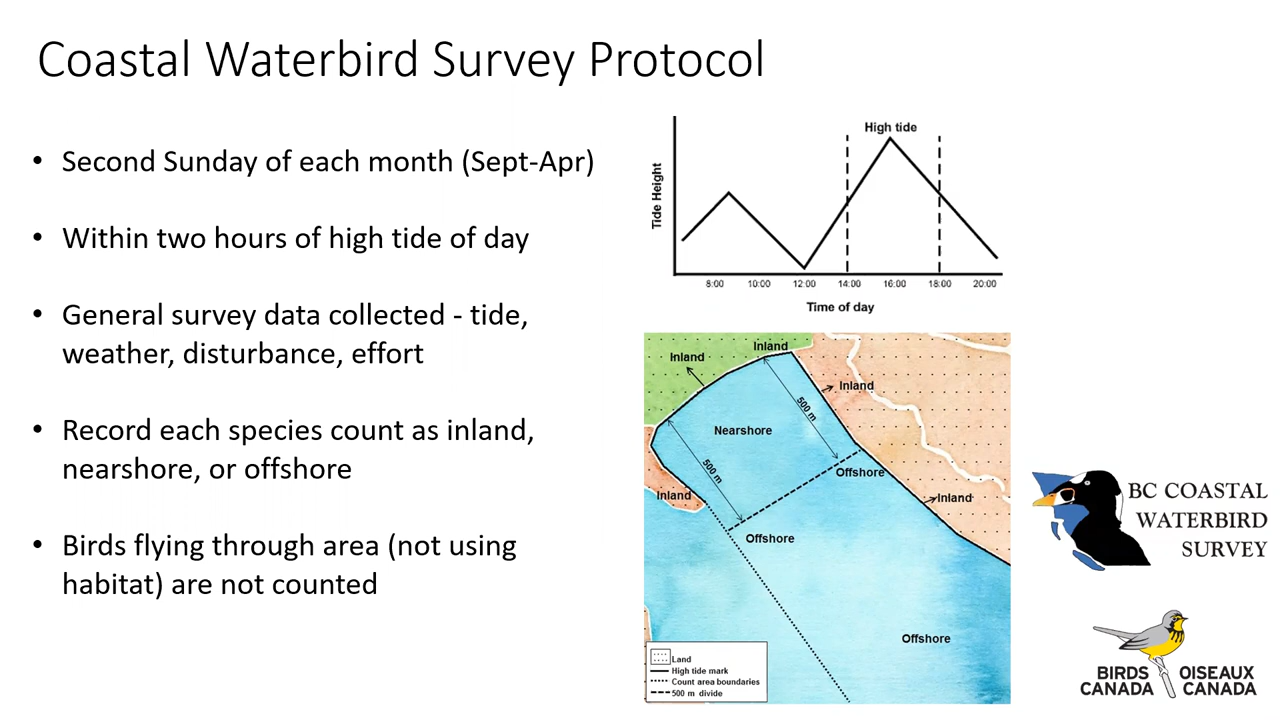 Coastal Waterbird Survey Protocol
• Second Sunday of each month (Sept-Apr)
• Within two hours of high tide of day
• General survey data collected - tide,
weather, disturbance, effort
• Record each species count as inland,
nearshore, or offshore
• Birds flying through area (not using
habitat) are not counted
High tide
Tide Height
8:00 10:00 12:00 14:00 16:00 18:00 20:00
Time of day
Inland
Inland
Inland
500 m
Nearshore
500 m
Offshore
Inland
Inland
Offshore
Offshore
Land
High tide mark
Count area boundaries
500 m divide
BC COASTAL
WATERBIRD
SURVEY
BIRDS OISEAUX
CANADA CANADA